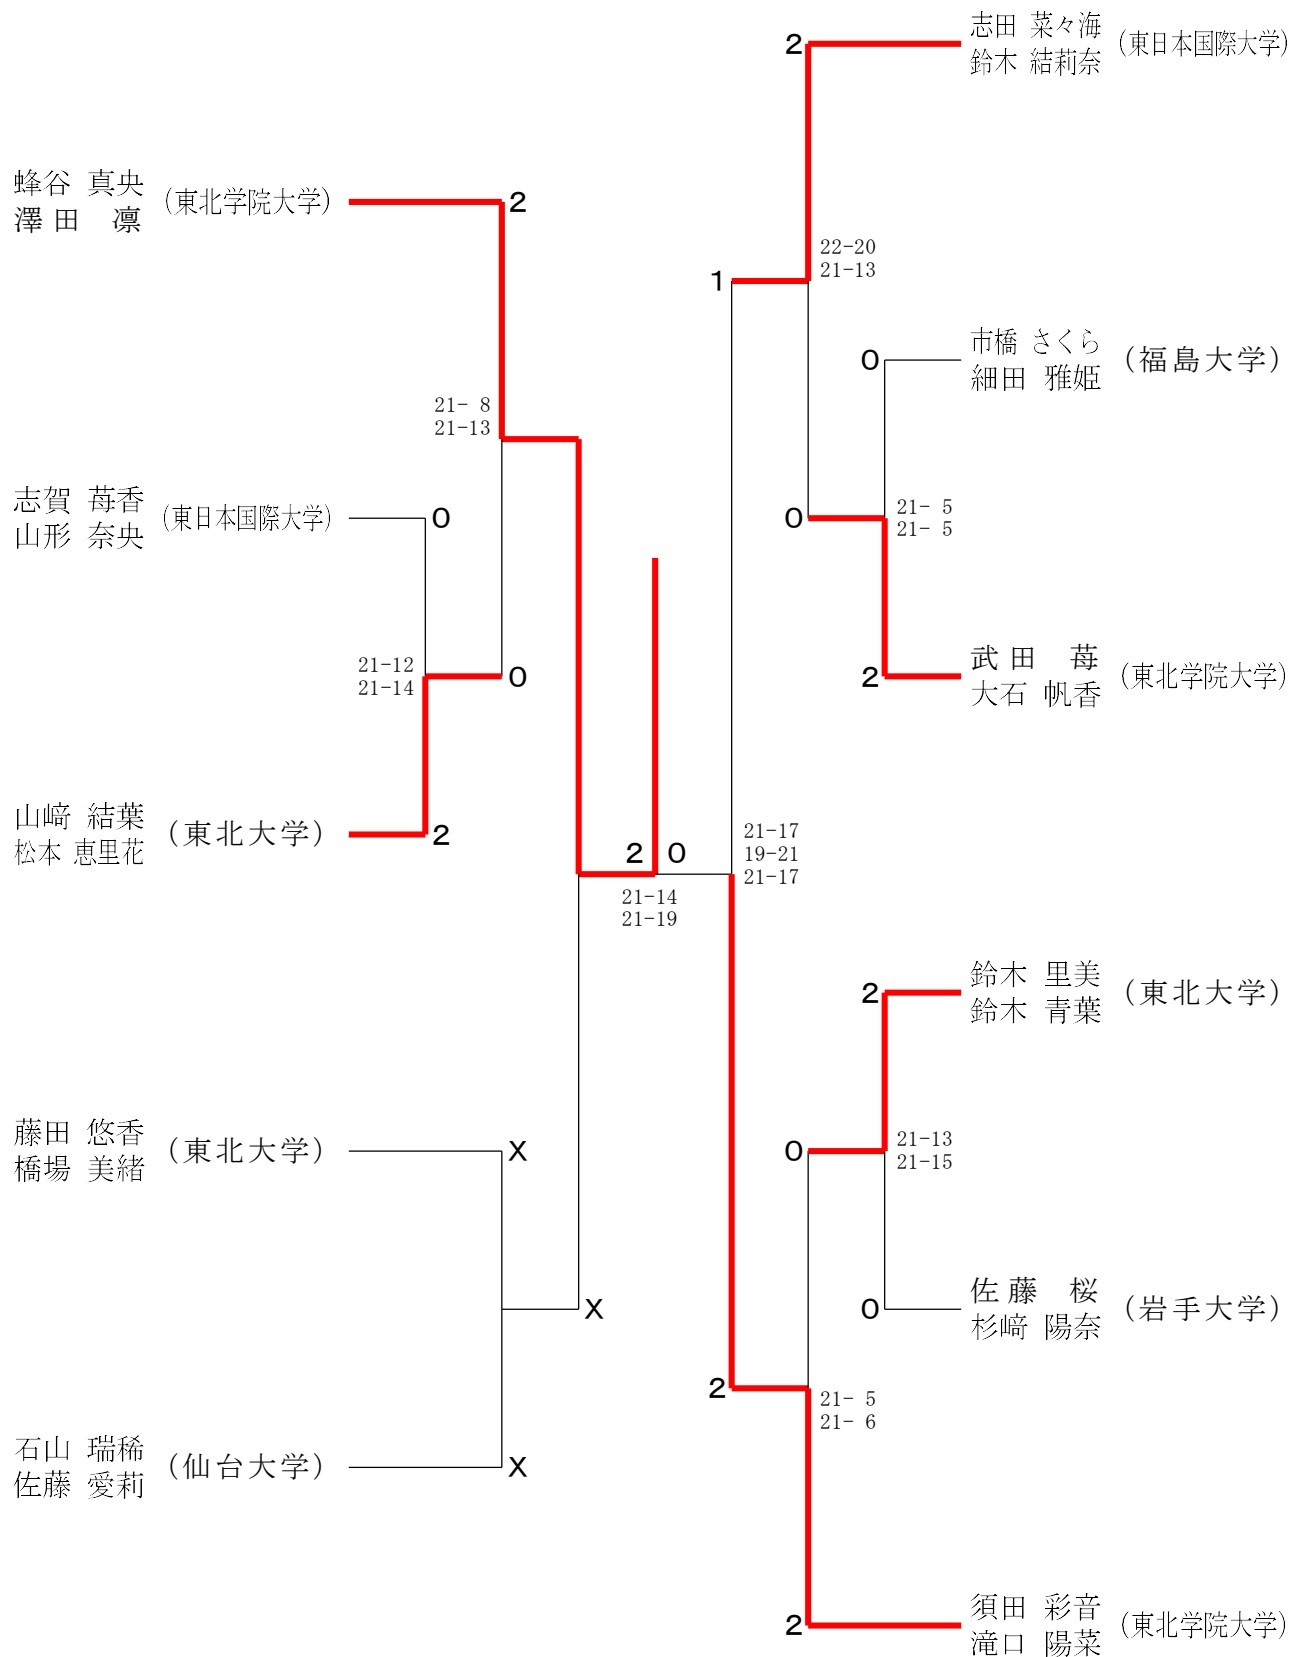 蜂谷 真央
澤田 凛
(東北学院大学)
2
21- 8
21-13
志賀 苺香
山形 奈央
(東日本国際大学)
0
21-12
21-14
0
山﨑 結葉
松本 恵里花
(東北大学)
2
藤田 悠香
橋場 美緒
(東北大学)
X
X
石山 瑞稀
佐藤 愛莉
(仙台大学)
X
2 0
21-14
21-19
2
志田 菜々海
鈴木 結莉奈
(東日本国際大学)
22-20
21-13
1
0
市橋 さくら
細田 雅姫
(福島大学)
0
21- 5
21- 5
2
武田 苺
大石 帆香
(東北学院大学)
21-17
19-21
21-17
2
鈴木 里美
鈴木 青葉
(東北大学)
0
21-13
21-15
0
佐藤 桜
杉﨑 陽奈
(岩手大学)
2
21- 5
21- 6
2
須田 彩音
滝口 陽菜
(東北学院大学)